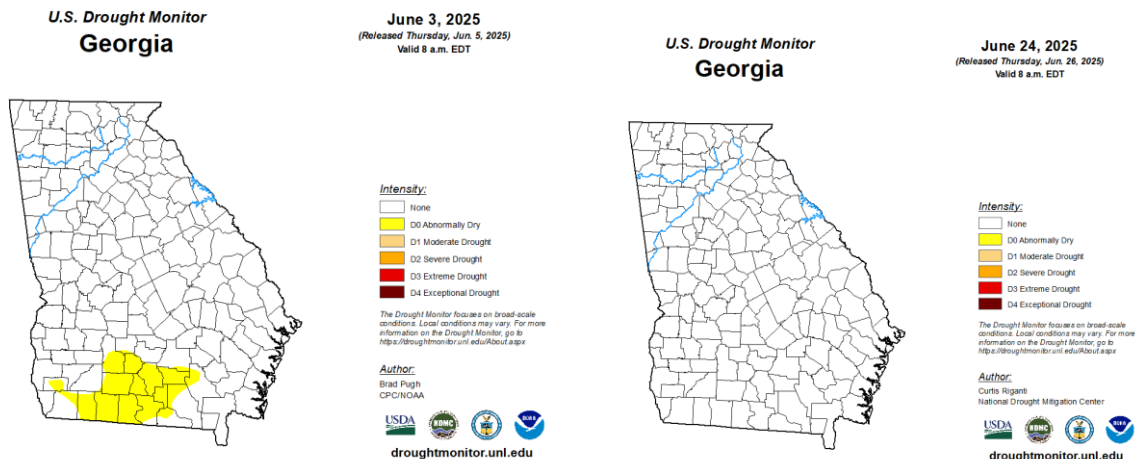 U.S. Drought Monitor
Georgia
June 3, 2025
(Released Thursday, Jun. 5, 2025)
Valid 8 a.m. EDT
Intensity:
None
D0 Abnormally Dry
D1 Moderate Drought
D2 Severe Drought
D3 Extreme Drought
D4 Exceptional Drought
The Drought Monitor focuses on broad-scale
conditions. Local conditions may vary. For more
information on the Drought Monitor, go to
https://droughtmonitor.unl.edu/About.aspx
Author:
Brad Pugh
CPC/NOAA
USDA
NDMC
NOAA
droughtmonitor.unl.edu
U.S. Drought Monitor
Georgia
June 24, 2025
(Released Thursday, Jun. 26, 2025)
Valid 8 a.m. EDT
Intensity:
None
D0 Abnormally Dry
D1 Moderate Drought
D2 Severe Drought
D3 Extreme Drought
D4 Exceptional Drought
The Drought Monitor focuses on broad-scale
conditions. Local conditions may vary. For more
information on the Drought Monitor, go to
https://droughtmonitor.unl.edu/About.aspx
Author:
Curtis Riganti
National Drought Mitigation Center
USDA
NDMC
NOAA
droughtmonitor.unl.edu